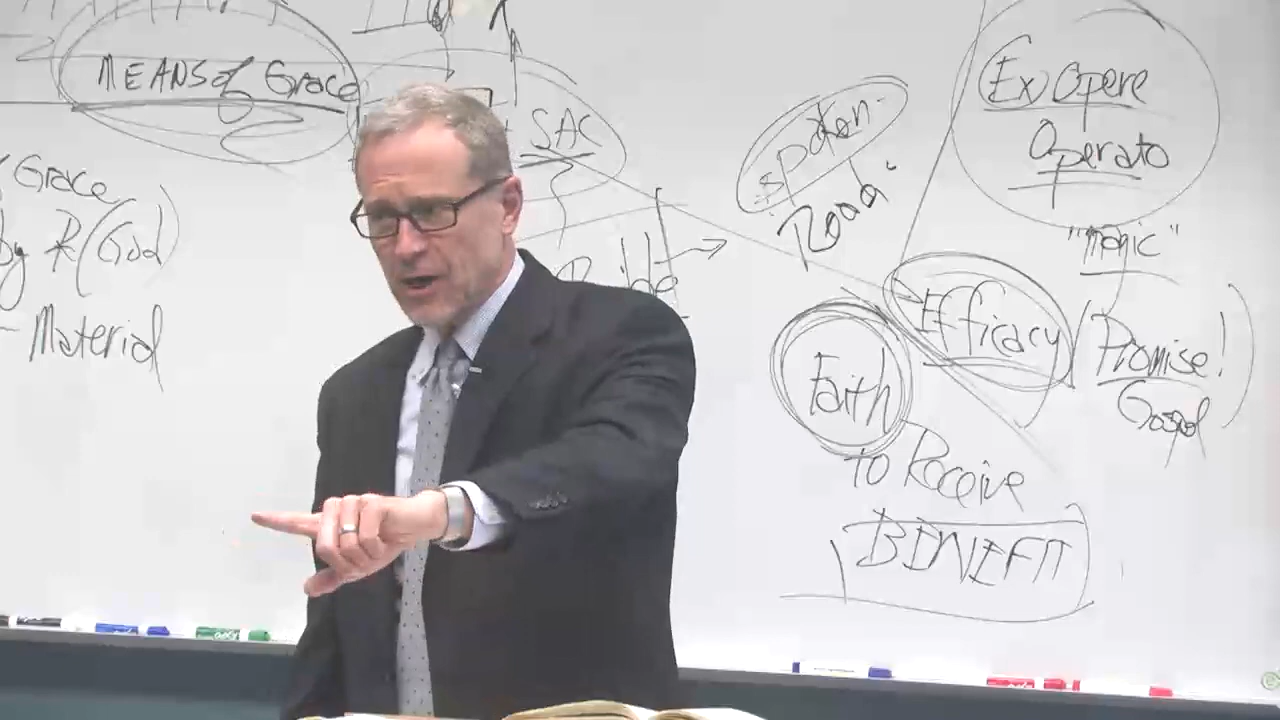 MEANS of Grace
Grace
by R/(God)
- Material
SAC
spoken
Read
Ex Opere
Operato
"magic"
Efficacy
(Promise!)
Gospel
Faith
to Receive
BENEFIT